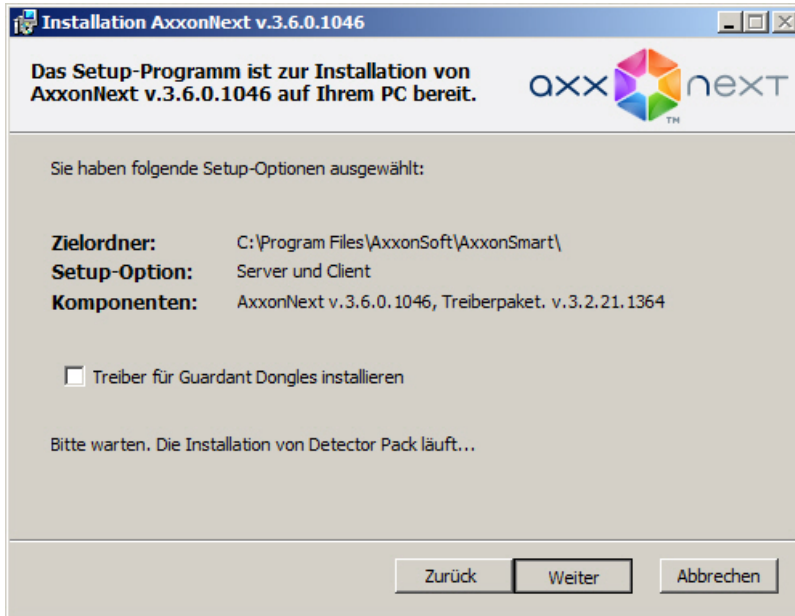 Installation AxxonNext v.3.6.0.1046
Das Setup-Programm ist zur Installation von
AxxonNext v.3.6.0.1046 auf Ihrem PC bereit.
axx next
TM
Sie haben folgende Setup-Optionen ausgewählt:
Zielordner: C:\Program Files\AxxonSoft\AxxonSmart\
Setup-Option: Server und Client
Komponenten: AxxonNext v.3.6.0.1046, Treiberpaket. v.3.2.21.1364
Treiber für Guardant Dongles installieren
Bitte warten. Die Installation von Detector Pack läuft...
Zurück Weiter Abbrechen